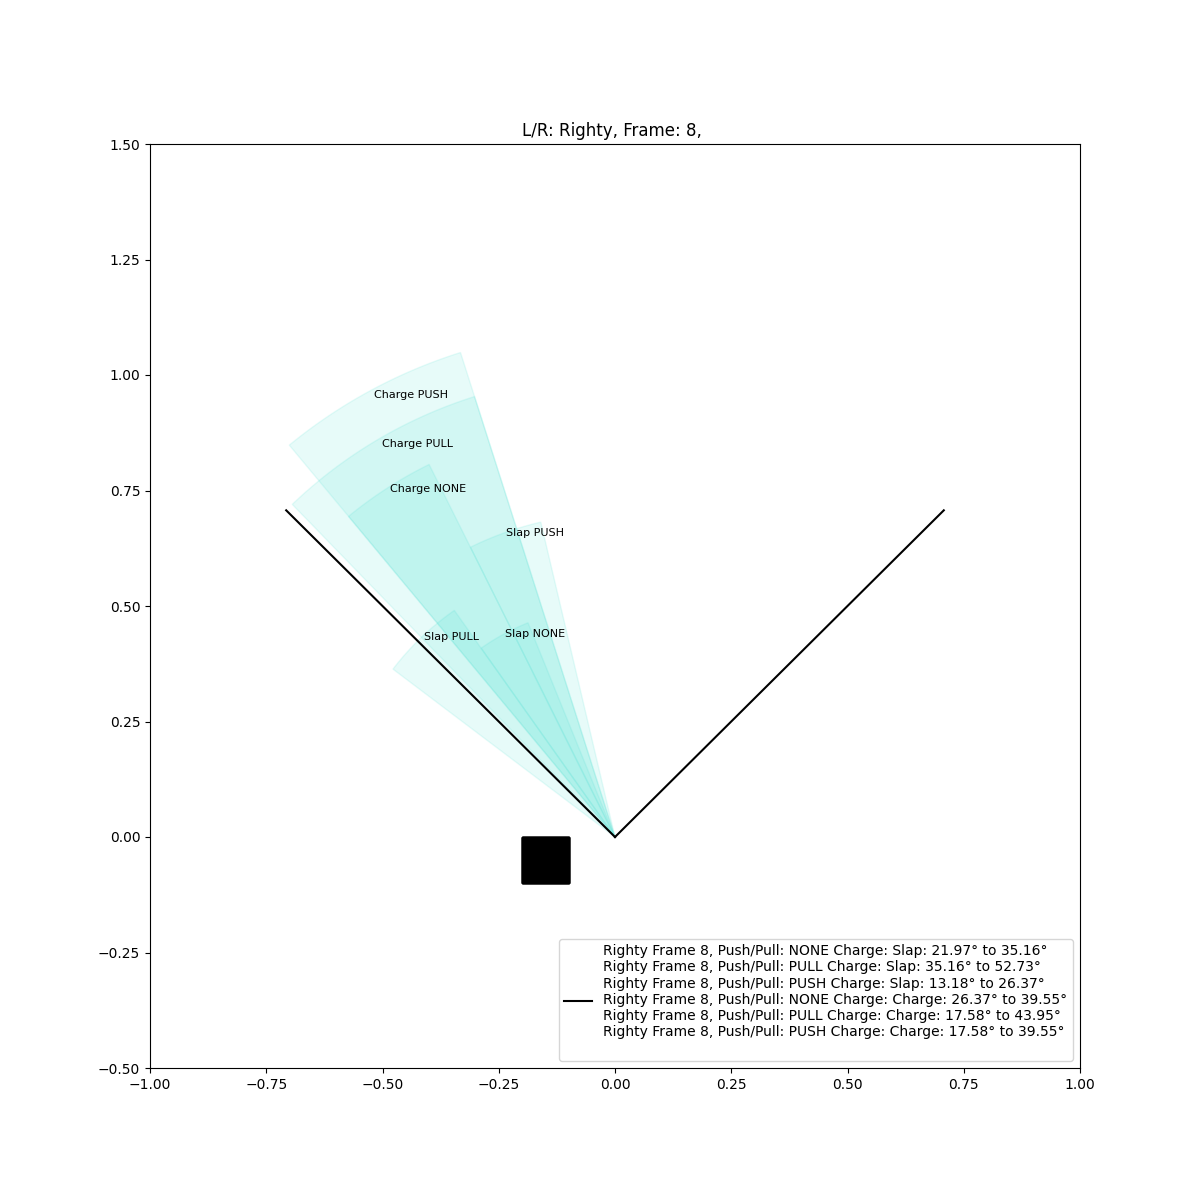 L/R: Righty, Frame: 8,
1.50
1.25
1.00
0.75
0.50
0.25
0.00
−0.25
−0.50
Charge PUSH
Charge PULL
Charge NONE
Slap PUSH
Slap PULL
Slap NONE
Righty Frame 8, Push/Pull: NONE Charge: Slap: 21.97° to 35.16°
Righty Frame 8, Push/Pull: PULL Charge: Slap: 35.16° to 52.73°
Righty Frame 8, Push/Pull: PUSH Charge: Slap: 13.18° to 26.37°
Righty Frame 8, Push/Pull: NONE Charge: Charge: 26.37° to 39.55°
Righty Frame 8, Push/Pull: PULL Charge: Charge: 17.58° to 43.95°
Righty Frame 8, Push/Pull: PUSH Charge: Charge: 17.58° to 39.55°
−1.00 −0.75 −0.50 −0.25 0.00 0.25 0.50 0.75 1.00